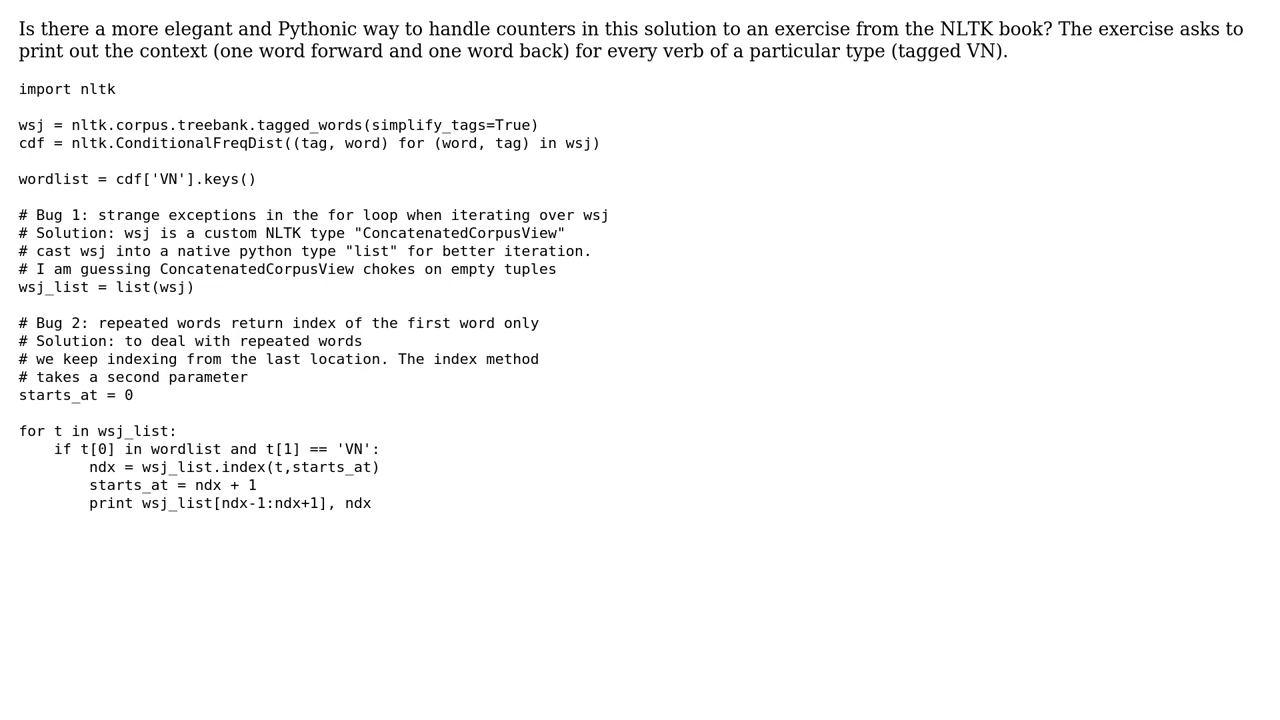 Is there a more elegant and Pythonic way to handle counters in this solution to an exercise from the NLTK book? The exercise asks to
print out the context (one word forward and one word back) for every verb of a particular type (tagged VN).
import nltk
wsj = nltk.corpus.treebank.tagged_words(simplify_tags=True)
cdf = nltk.ConditionalFreqDist((tag, word) for (word, tag) in wsj)
wordlist = cdf['VN'].keys()
# Bug 1: strange exceptions in the for loop when iterating over wsj
# Solution: wsj is a custom NLTK type "ConcatenatedCorpusView"
# cast wsj into a native python type "list" for better iteration.
# I am guessing ConcatenatedCorpusView chokes on empty tuples
wsj_list = list(wsj)
# Bug 2: repeated words return index of the first word only
# Solution: to deal with repeated words
# we keep indexing from the last location. The index method
# takes a second parameter
starts_at = 0
for t in wsj_list:
    if t[0] in wordlist and t[1] == 'VN':
        ndx = wsj_list.index(t,starts_at)
        starts_at = ndx + 1
        print wsj_list[ndx-1:ndx+1], ndx